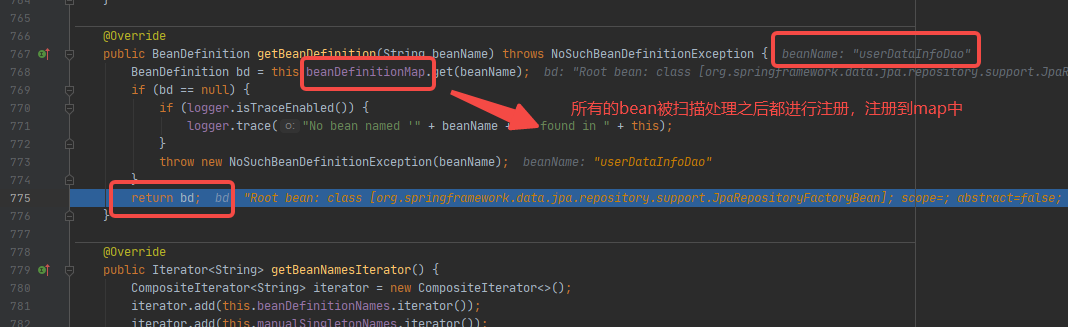 764
765
766 @Override
767 public BeanDefinition getBeanDefinition(String beanName) throws NoSuchBeanDefinitionException { beanName: "userDataInfoDao"
768 BeanDefinition bd = this beanDefinitionMap.get(beanName); bd: "Root bean: class [org.springframework.data.jpa.repository.support.JpaR
769 if (bd == null) {
770 if (logger.isTraceEnabled()) {
所有的bean被扫描处理之后都进行注册，注册到map中
771 logger.trace( o: "No bean named '" + beanName + found in " + this);
772 }
773 throw new NoSuchBeanDefinitionException(beanName); beanName: "userDataInfoDao"
774 }
775 return bd; bd "Root bean: class [org.springframework.data.jpa.repository.support.JpaRepositoryFactoryBean]; scope=; abstract=false;
776 }
777
778 @Override
779 public Iterator<String> getBeanNamesIterator() {
780 CompositeIterator<String> iterator = new CompositeIterator<>();
781 iterator.add(this.beanDefinitionNames.iterator());
782 iterator.add(this.manualSingletonNames.iterator());